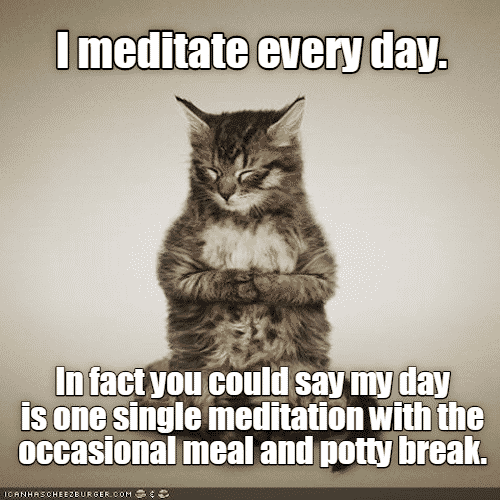 I meditate every day.
In fact you could say my day
is one single meditation with the
occasional meal and potty break.
ICANHASCHEEZBURGER.COM